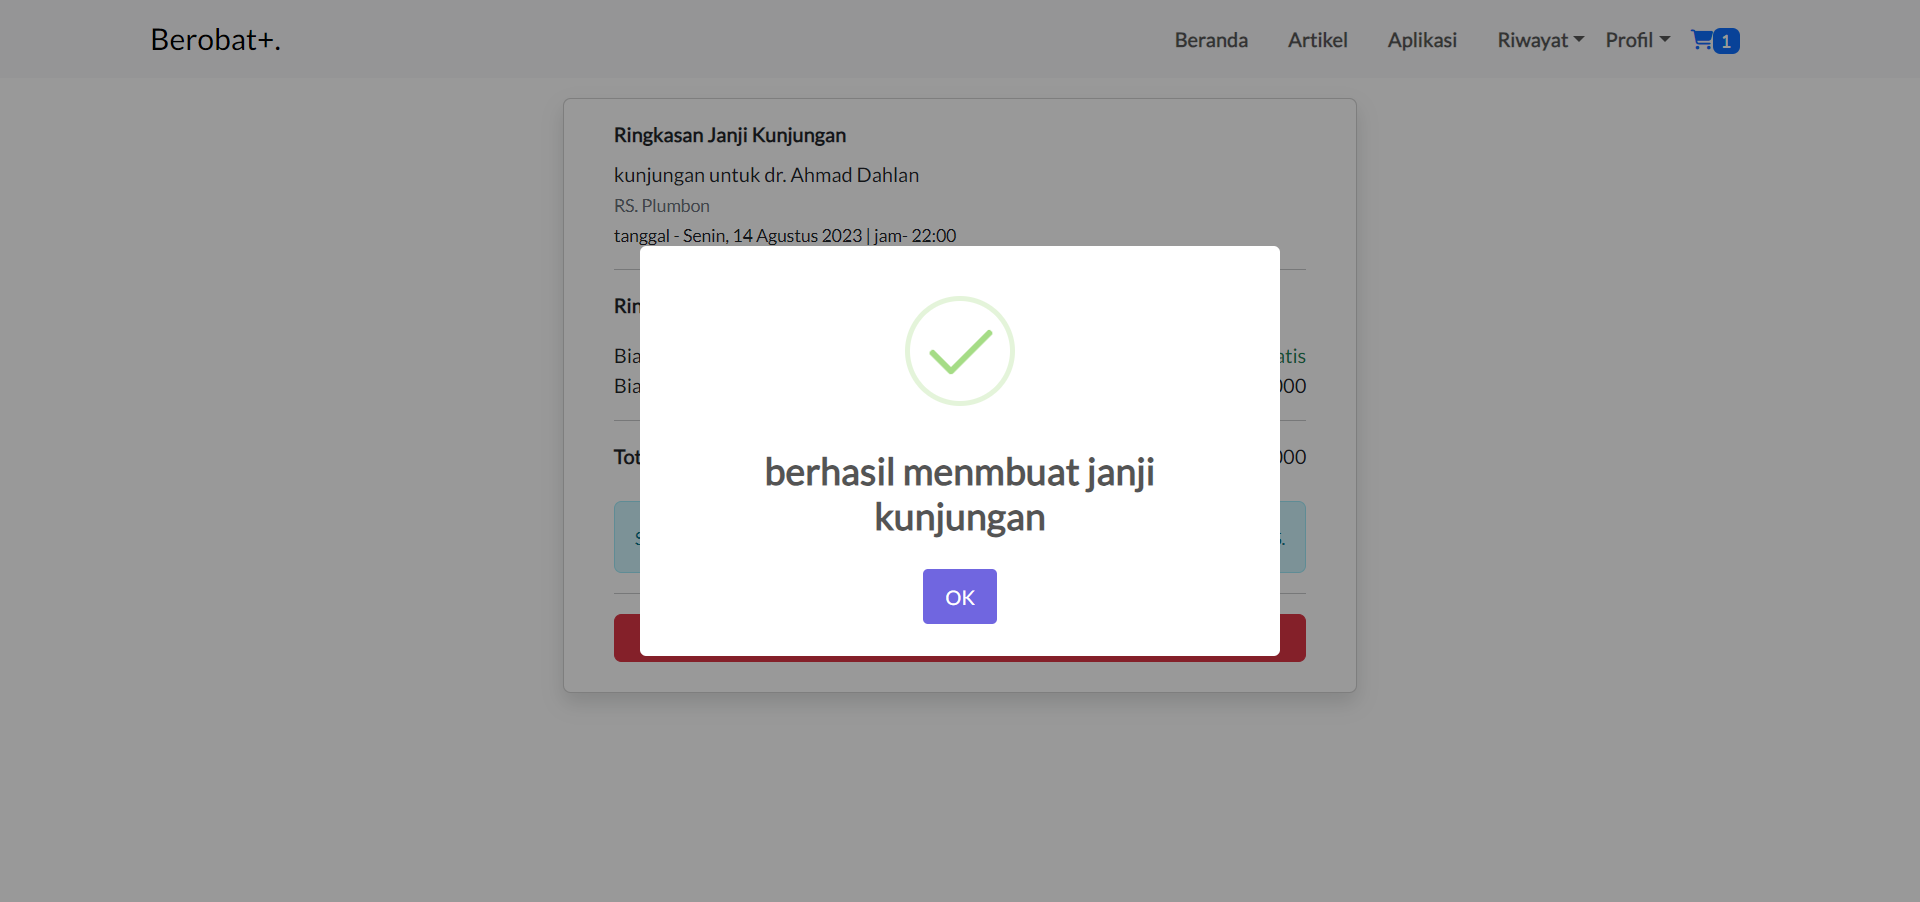 Berobat+.
Beranda Artikel Aplikasi Riwayat Profil 1
Ringkasan Janji Kunjungan
kunjungan untuk dr. Ahmad Dahlan
RS. Plumbon
tanggal - Senin, 14 Agustus 2023 | jam- 22:00
berhasil menmbuat janji
kunjungan
OK